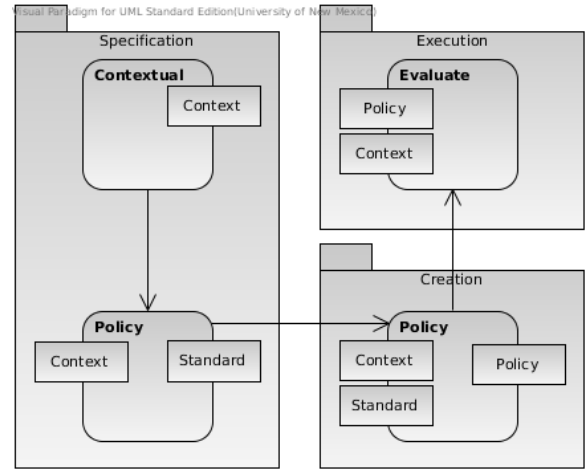 Visual Paradigm for UML Standard Edition(University of New Mexico)
Specification
Contextual
Context
Policy
Context
Standard
Execution
Evaluate
Policy
Context
Creation
Policy
Context
Policy
Standard